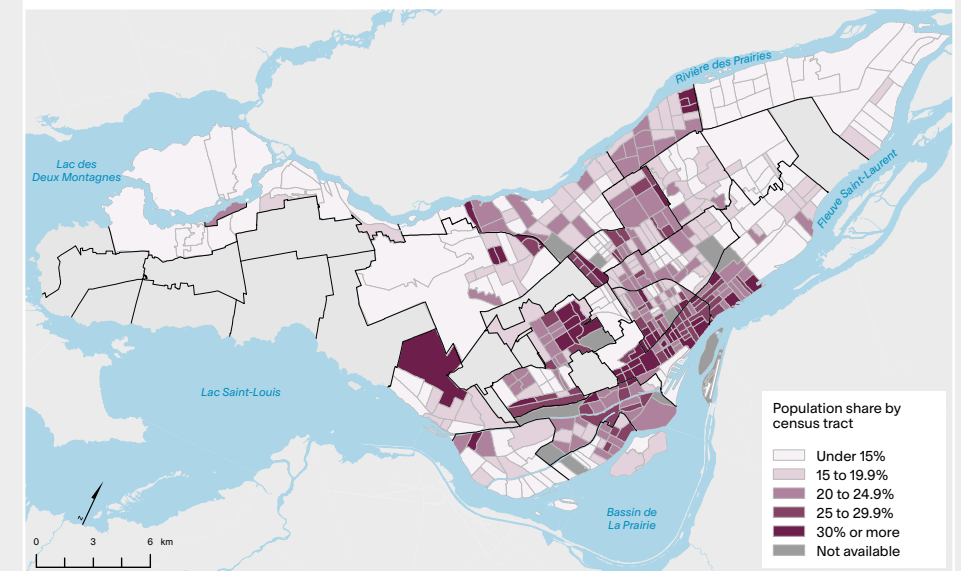 Rivière des Prairies
Lac des
Deux Montagnes
Fleuve Saint-Laurent
Lac Saint-Louis
Bassin de
La Prairie
N
0 3 6 km
Population share by
census tract
Under 15%
15 to 19.9%
20 to 24.9%
25 to 29.9%
30% or more
Not available